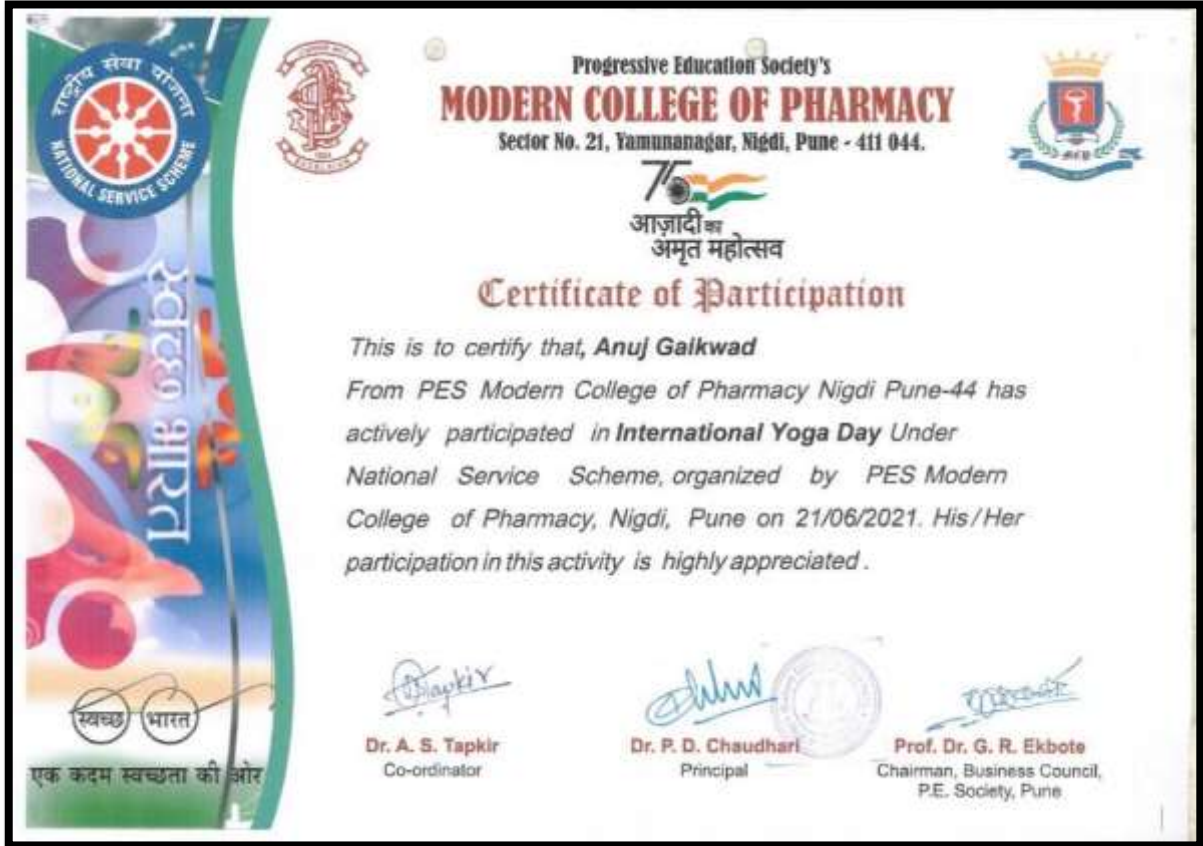 राष्ट्रीय सेवा योजना
NATIONAL SERVICE SCHEME
Progressive Education Society's
MODERN COLLEGE OF PHARMACY
Sector No. 21, Yamunanagar, Nigdi, Pune - 411 044.
75
आज़ादी का
अमृत महोत्सव
Certificate of Participation
This is to certify that, Anuj Gaikwad
From PES Modern College of Pharmacy Nigdi Pune-44 has
actively participated in International Yoga Day Under
National Service Scheme, organized by PES Modern
College of Pharmacy, Nigdi, Pune on 21/06/2021. His/Her
participation in this activity is highly appreciated.
स्वच्छ भारत
स्वच्छ भारत
एक कदम स्वच्छता की ओर
Tapkir
Dr. A. S. Tapkir
Co-ordinator
Dr. P. D. Chaudhari
Principal
Prof. Dr. G. R. Ekbote
Chairman, Business Council,
P.E. Society, Pune